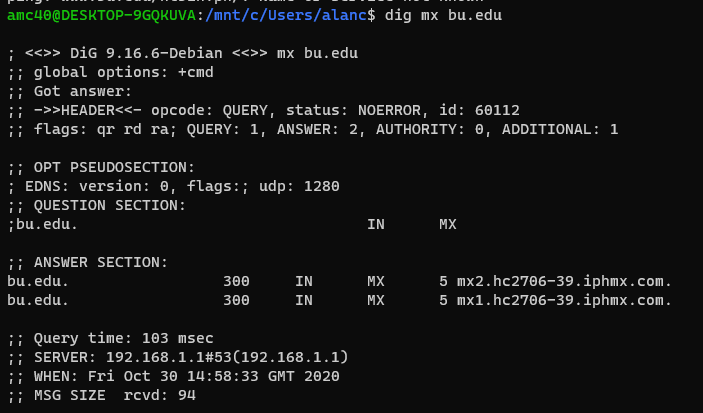 amc40@DESKTOP-9GQKUVA:/mnt/c/Users/alanc$ dig mx bu.edu
; <<>> DiG 9.16.6-Debian <<>> mx bu.edu
;; global options: +cmd
;; Got answer:
;; ->>HEADER<<- opcode: QUERY, status: NOERROR, id: 60112
;; flags: qr rd ra; QUERY: 1, ANSWER: 2, AUTHORITY: 0, ADDITIONAL: 1
;; OPT PSEUDOSECTION:
; EDNS: version: 0, flags:; udp: 1280
;; QUESTION SECTION:
;bu.edu. IN MX
;; ANSWER SECTION:
bu.edu. 300 IN MX 5 mx2.hc2706-39.iphmx.com.
bu.edu. 300 IN MX 5 mx1.hc2706-39.iphmx.com.
;; Query time: 103 msec
;; SERVER: 192.168.1.1#53(192.168.1.1)
;; WHEN: Fri Oct 30 14:58:33 GMT 2020
;; MSG SIZE  rcvd: 94